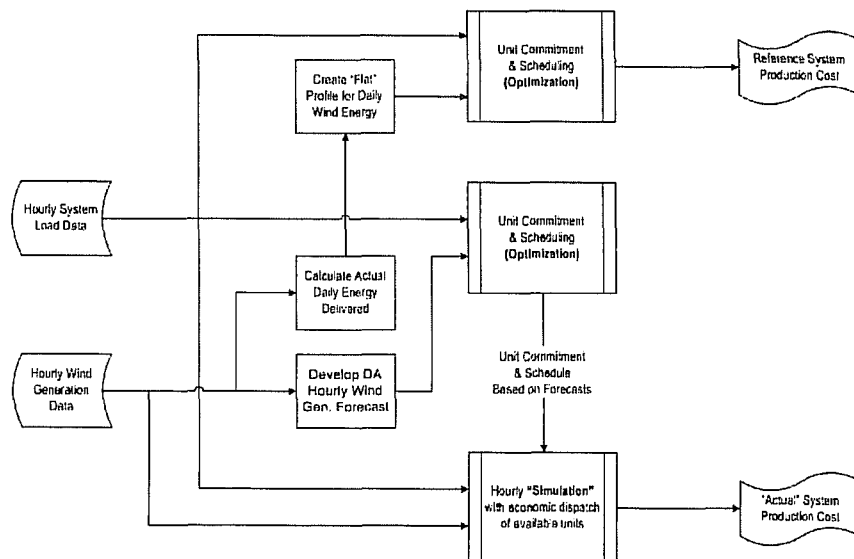 Unit Commitment
& Scheduling
(Optimization)
Reference System
Production Cost
Create "Flat"
Profile for Daily
Wind Energy
Hourly System
Load Data
Unit Commitment
& Scheduling
(Optimization)
Calculate Actual
Daily Energy
Delivered
Hourly Wind
Generation
Data
Develop DA
Hourly Wind
Gen. Forecast
Unit Commitment
& Schedule
Based on Forecasts
Hourly "Simulation"
with economic dispatch
of available units
"Actual" System
Production Cost